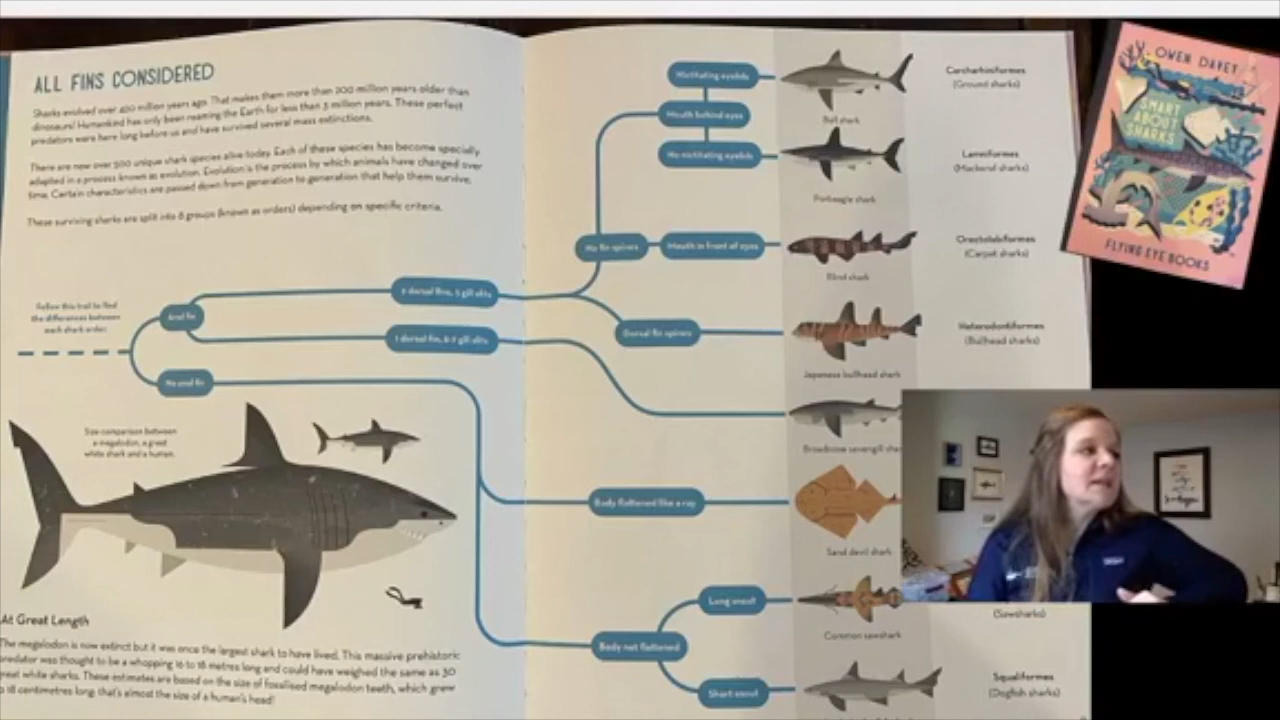 ALL FINS CONSIDERED
Sharks evolved over 420 million years ago. That makes them more than 200 million years older than
dinosaurs! Humankind has only been roaming the Earth for less than 3 million years. These perfect
predators were here long before us and have survived several mass extinctions.
There are now over 500 unique shark species alive today. Each of these species has become specially
adapted in a process known as evolution. Evolution is the process by which animals have changed over
time. Certain characteristics are passed down from generation to generation that help them survive.
These surviving sharks are split into 8 groups (known as orders) depending on specific criteria.
Follow this trail to find
the differences between
each shark order.
Anal fin
No anal fin
2 dorsal fins, 5 gill slits
1 dorsal fin, 6-7 gill slits
Size comparison between
a megalodon, a great
white shark and a human.
At Great Length
The megalodon is now extinct but it was once the largest shark to have lived. This massive prehistoric
predator was thought to be a whopping 16 to 18 metres long and could have weighed the same as 30
great white sharks. These estimates are based on the size of fossilised megalodon teeth, which grew
to 18 centimetres long: that's almost the size of a human's head!
Nictitating eyelids
Mouth behind eyes
No nictitating eyelids
No fin spines
Mouth in front of eyes
Dorsal fin spines
Body flattened like a ray
Long snout
Body not flattened
Short snout
Bull shark
Porbeagle shark
Blind shark
Japanese bullhead shark
Broadnose sevengill
Sand devil shark
Common sawshark
Carcharhiniformes
(Ground sharks)
Lamniformes
(Mackerel sharks)
Orectolobiformes
(Carpet sharks)
Heterodontiformes
(Bullhead sharks)
(Sawsharks)
Squaliformes
(Dogfish sharks)
OWEN DAVEY
SMART
ABOUT
SHARKS
FLYING EYE BOOKS